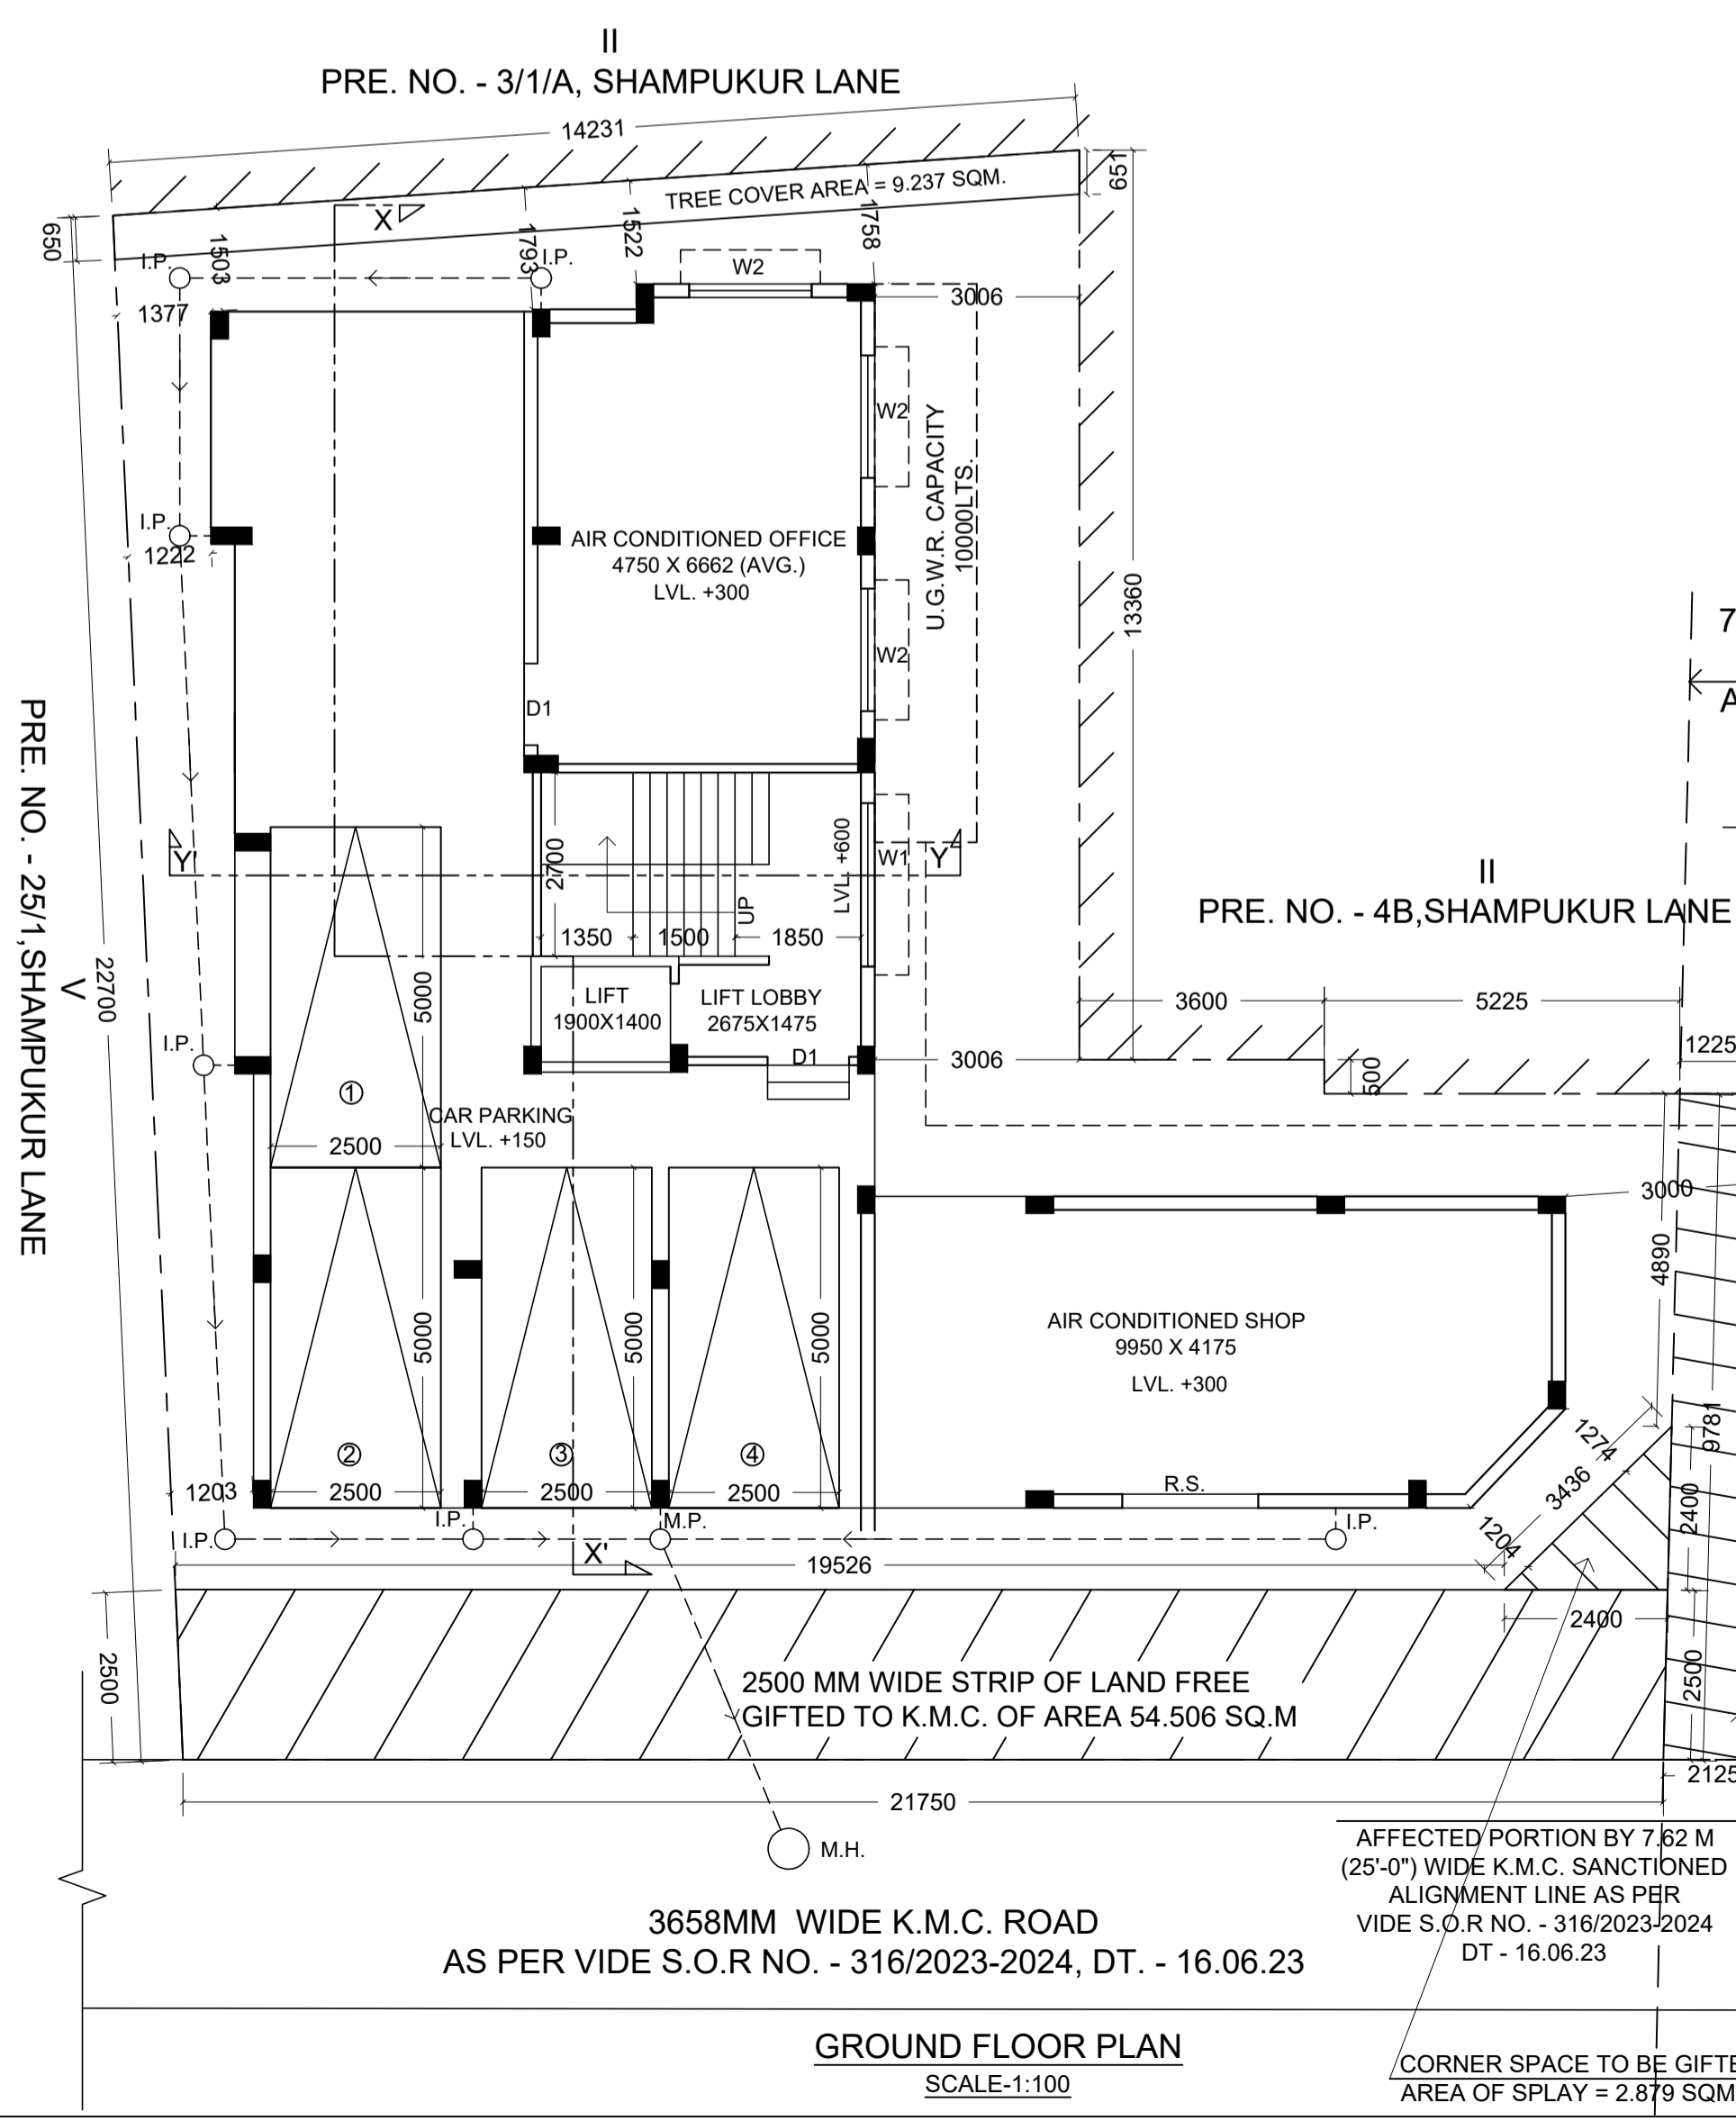 II
PRE. NO. - 3/1/A, SHAMPUKUR LANE
14231
651
TREE COVER AREA = 9.237 SQM.
X
650
1503
1793
1522
1758
I.P.
I.P.
W2
3006
1377
W2
U.G.W.R. CAPACITY
10000LTS.
I.P.
1222
AIR CONDITIONED OFFICE
4750 X 6662 (AVG.)
LVL. +300
13360
7
W2
A
D1
PRE. NO. - 25/1,SHAMPUKUR LANE
V
22700
Y'
2700
LVL. +600
W1
Y
II
PRE. NO. - 4B,SHAMPUKUR LANE
UP
1350
1500
1850
5000
LIFT
1900X1400
LIFT LOBBY
2675X1475
3600
5225
I.P.
D1
3006
500
1225
1
CAR PARKING
LVL. +150
2500
3000
4890
5000
5000
5000
AIR CONDITIONED SHOP
9950 X 4175
LVL. +300
1274
9781
3436
2400
2
3
4
1203
2500
2500
2500
R.S.
I.P.
I.P.
M.P.
I.P.
1204
X'
19526
2400
2500
2500 MM WIDE STRIP OF LAND FREE
GIFTED TO K.M.C. OF AREA 54.506 SQ.M
2500
2125
21750
M.H.
AFFECTED PORTION BY 7.62 M
(25'-0") WIDE K.M.C. SANCTIONED
ALIGNMENT LINE AS PER
VIDE S.O.R NO. - 316/2023-2024
DT - 16.06.23
3658MM WIDE K.M.C. ROAD
AS PER VIDE S.O.R NO. - 316/2023-2024, DT. - 16.06.23
GROUND FLOOR PLAN
SCALE-1:100
CORNER SPACE TO BE GIFTE
AREA OF SPLAY = 2.879 SQM